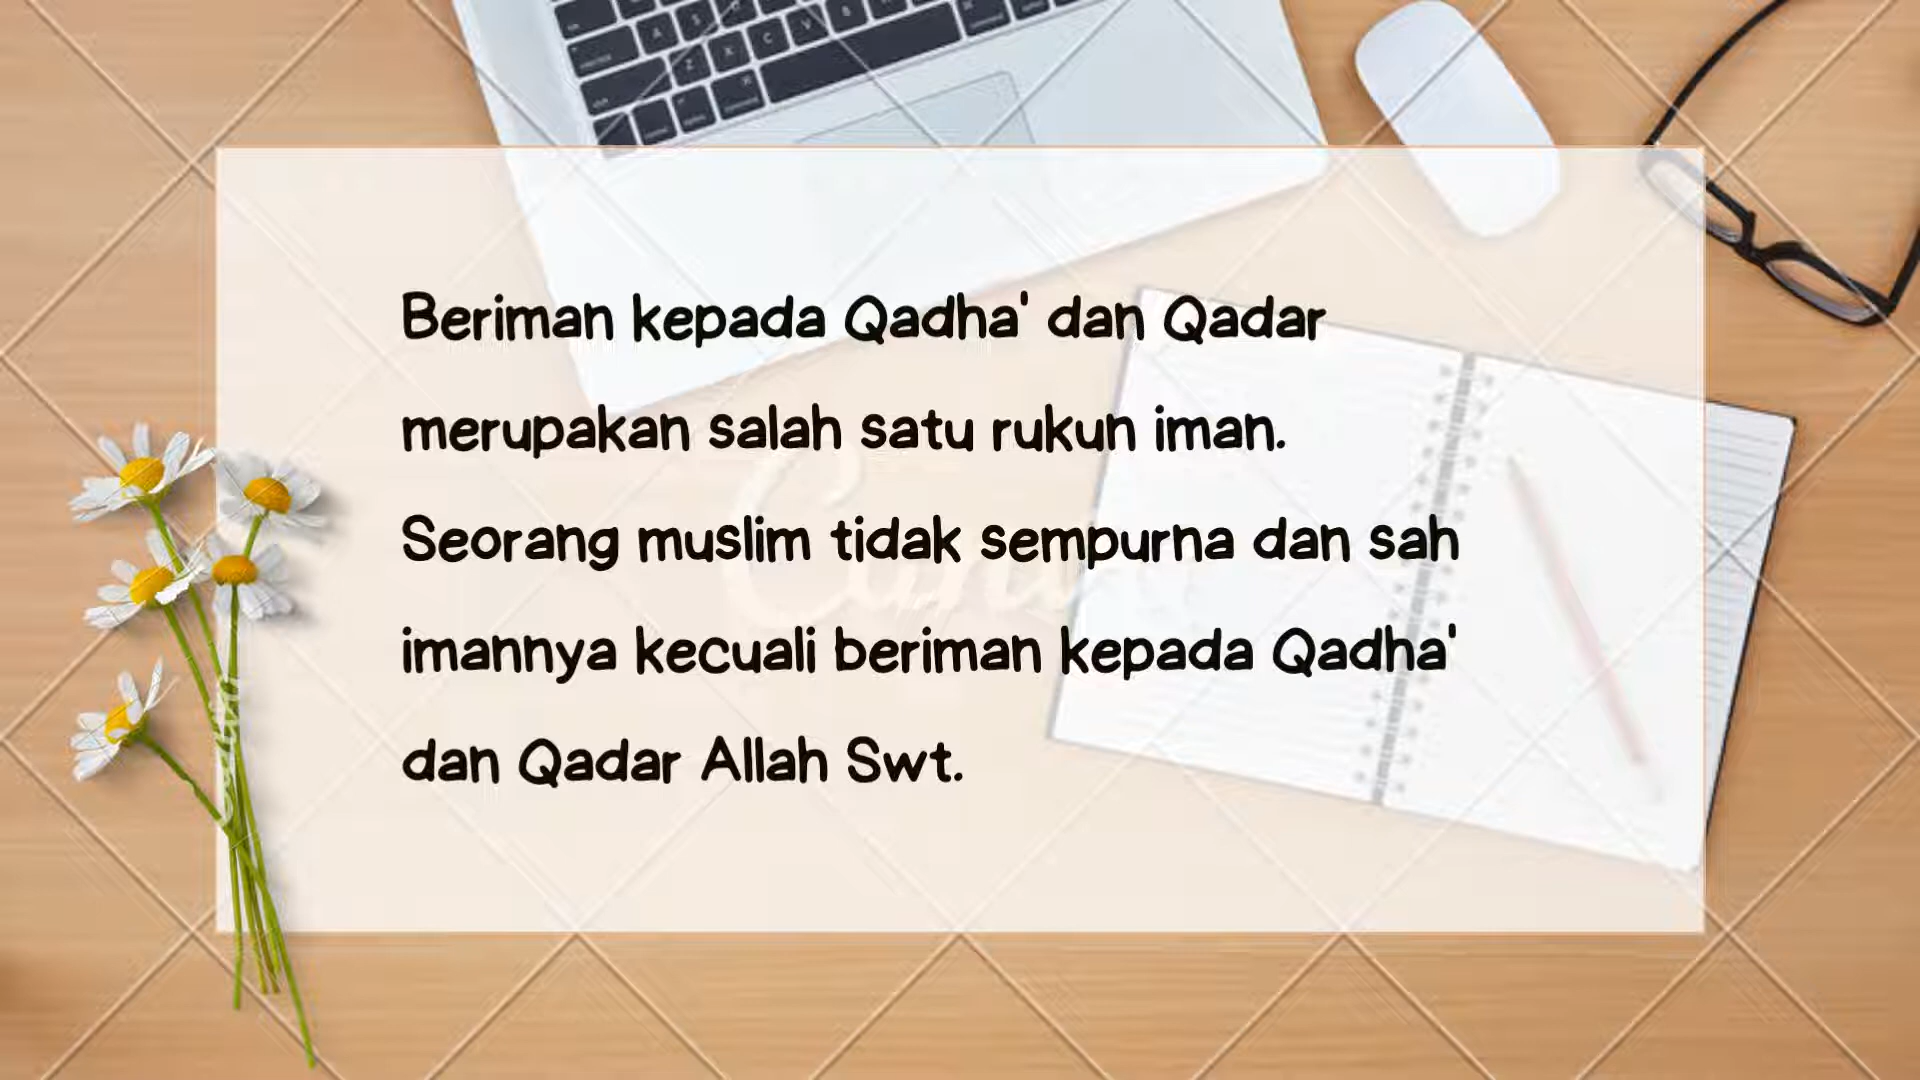 Beriman kepada Qadha' dan Qadar
merupakan salah satu rukun iman.
Seorang muslim tidak sempurna dan sah
imannya kecuali beriman kepada Qadha'
dan Qadar Allah Swt.
Canva